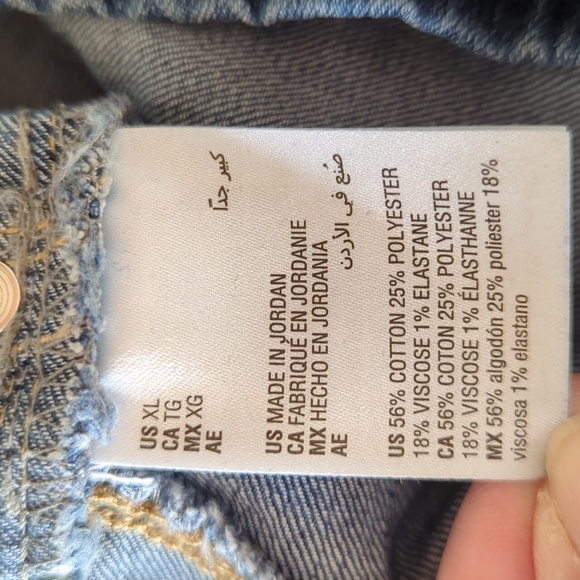 US XL
CA TG
MX XG
AE كبير جداً
US MADE IN JORDAN
CA FABRIQUÉ EN JORDANIE
MX HECHO EN JORDANIA
AE صُنع في الأردن
US 56% COTTON 25% POLYESTER
18% VISCOSE 1% ELASTANE
CA 56% COTON 25% POLYESTER
18% VISCOSE 1% ÉLASTHANNE
MX 56% algodón 25% poliester 18%
viscosa 1% elastano